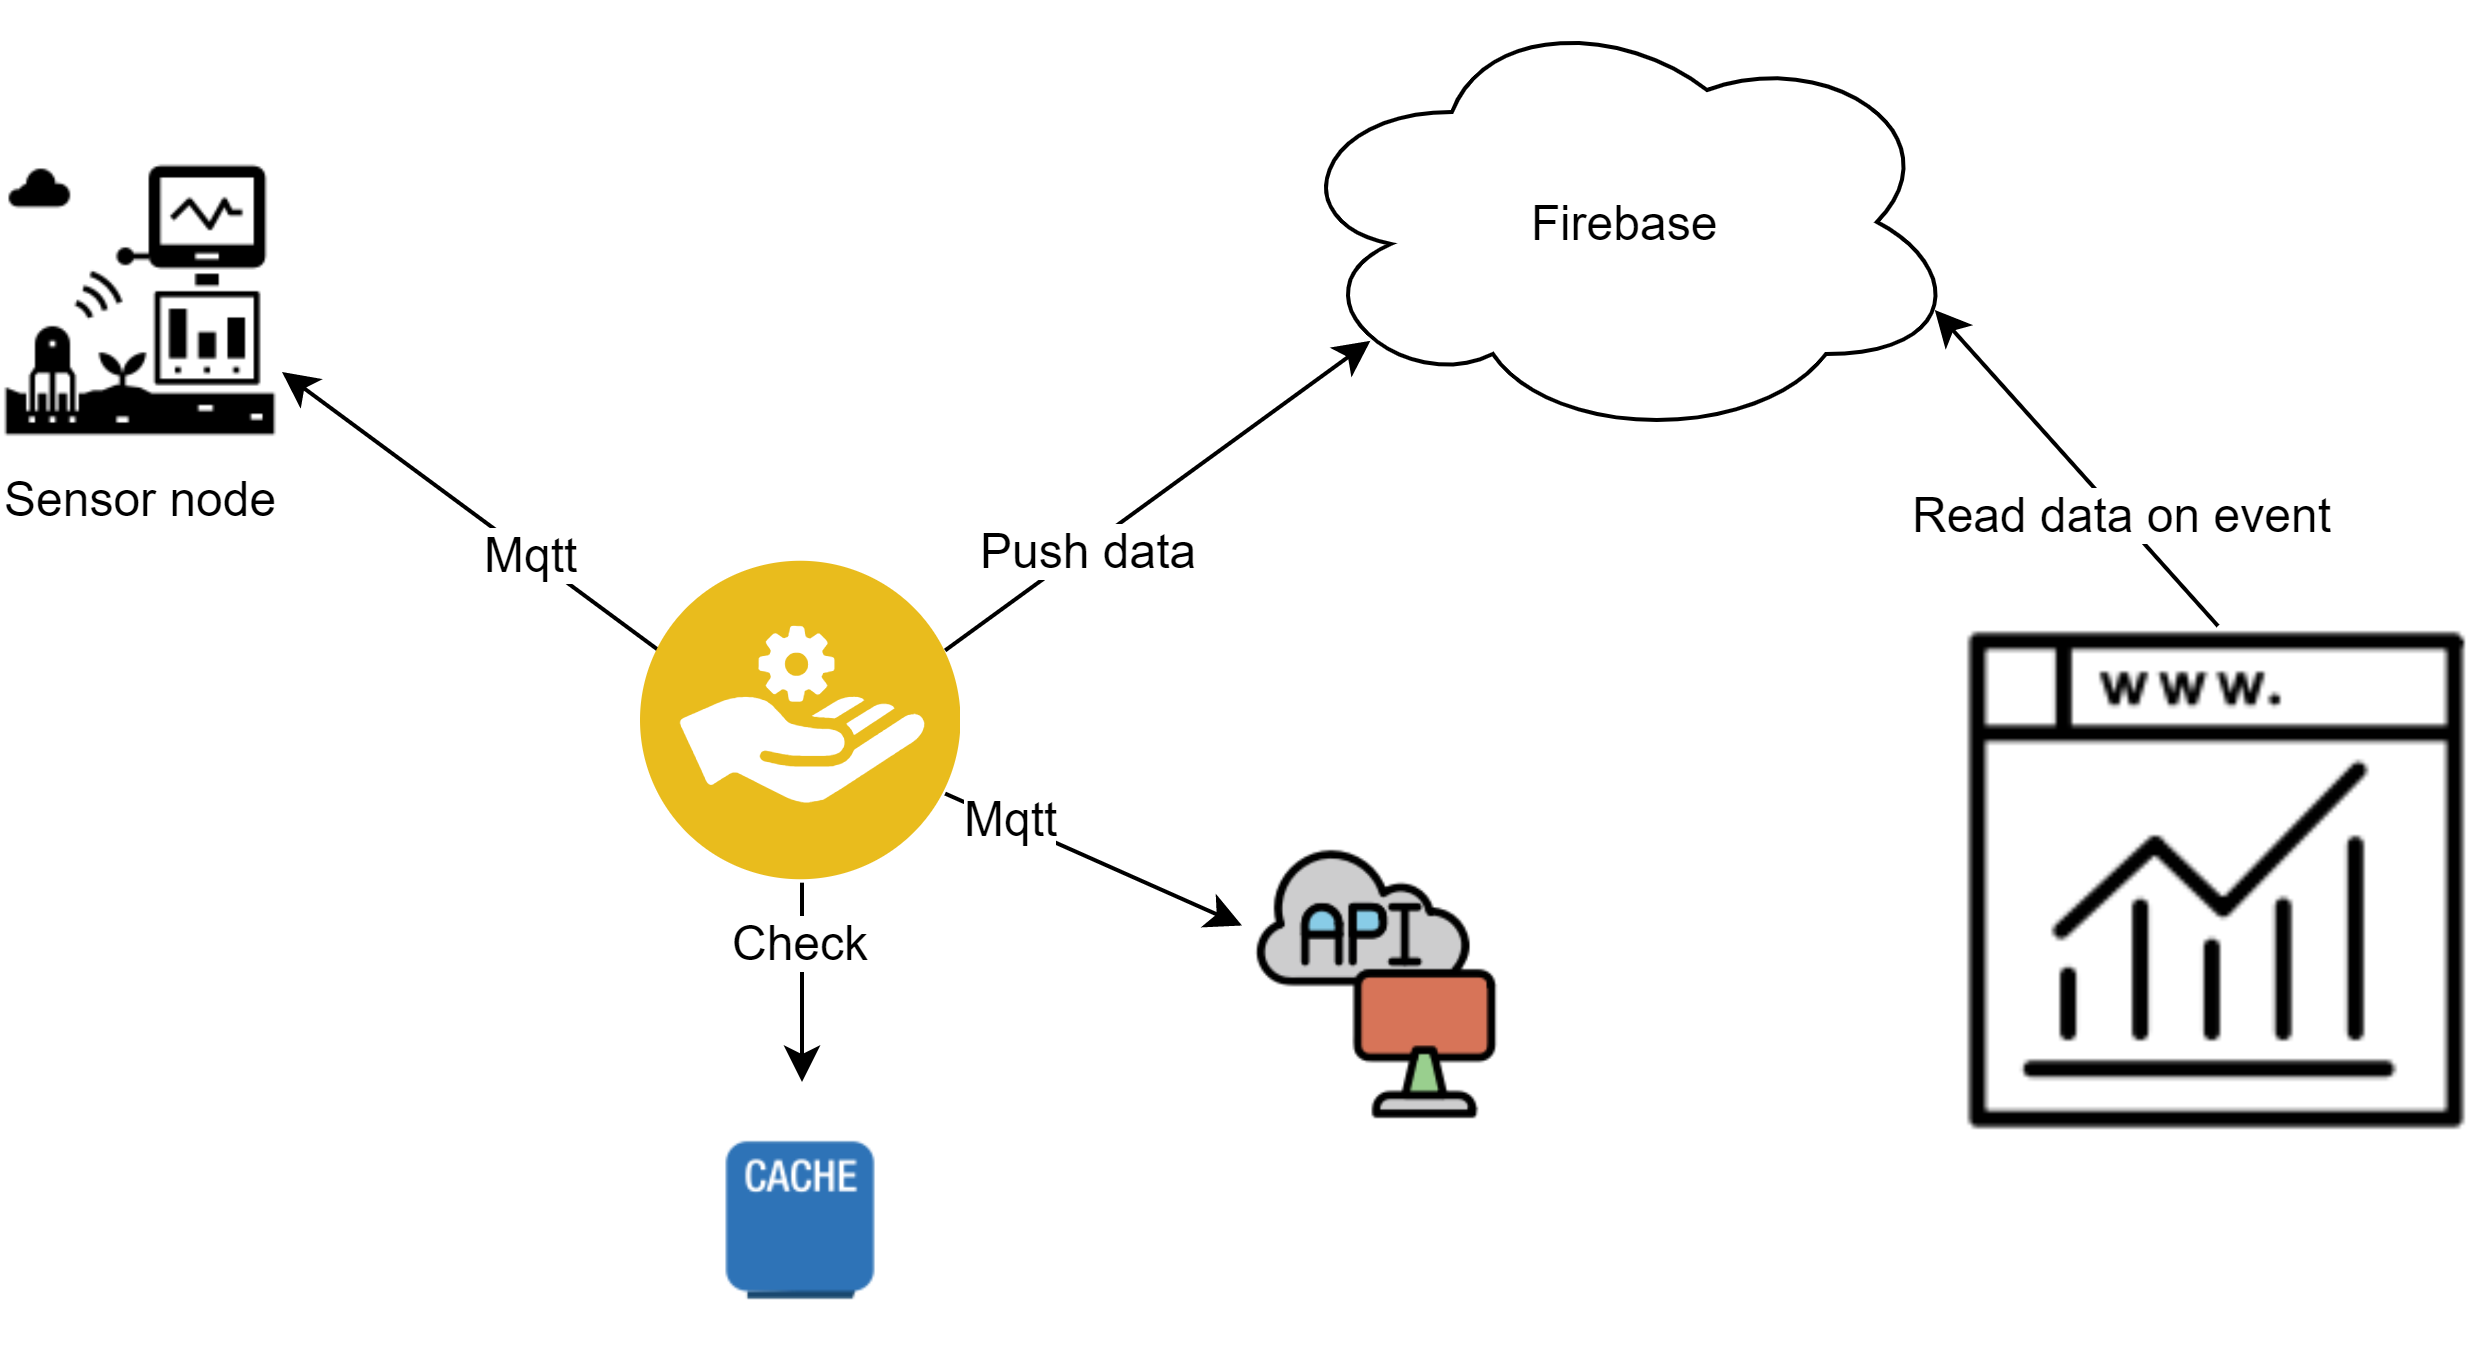 Firebase
Sensor node
Mqtt
Push data
Read data on event
www.
Mqtt
API
Check
CACHE